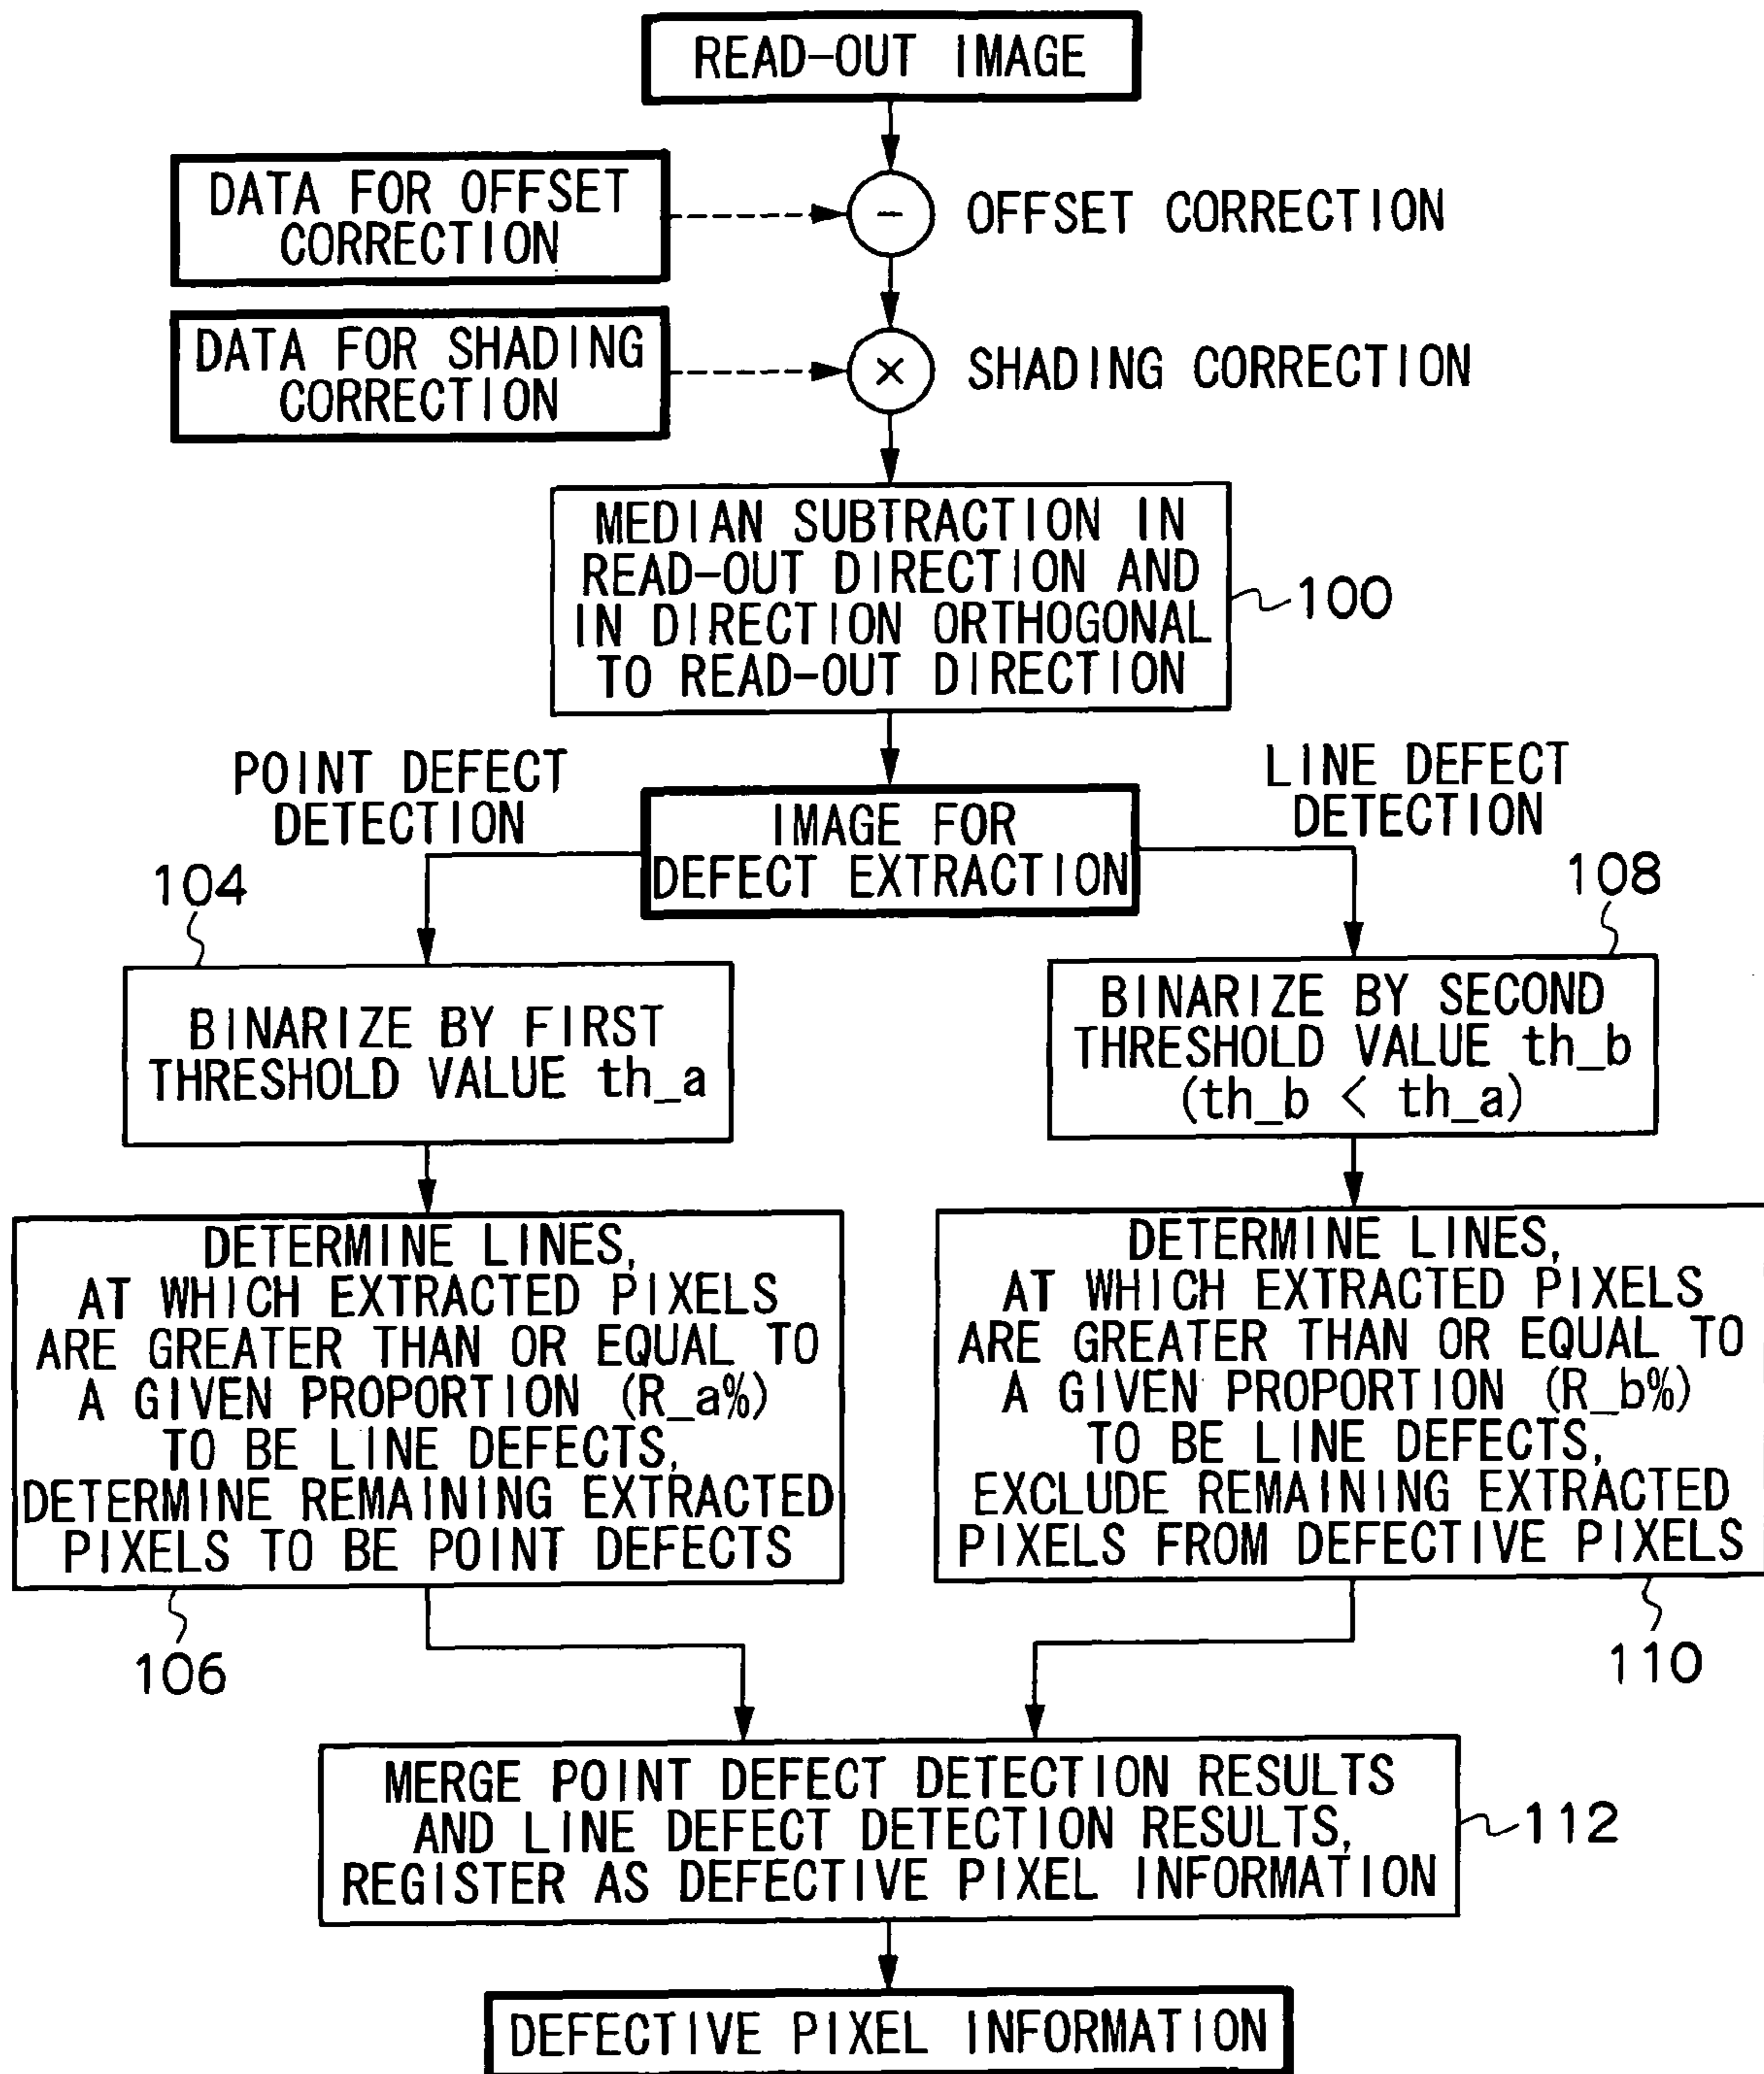 READ-OUT IMAGE
DATA FOR OFFSET
CORRECTION
-
OFFSET CORRECTION
DATA FOR SHADING
CORRECTION
×
SHADING CORRECTION
MEDIAN SUBTRACTION IN
READ-OUT DIRECTION AND
IN DIRECTION ORTHOGONAL
TO READ-OUT DIRECTION
100
POINT DEFECT
DETECTION
IMAGE FOR
DEFECT EXTRACTION
LINE DEFECT
DETECTION
104
BINARIZE BY FIRST
THRESHOLD VALUE th_a
108
BINARIZE BY SECOND
THRESHOLD VALUE th_b
(th_b < th_a)
DETERMINE LINES,
AT WHICH EXTRACTED PIXELS
ARE GREATER THAN OR EQUAL TO
A GIVEN PROPORTION (R_a%)
TO BE LINE DEFECTS,
DETERMINE REMAINING EXTRACTED
PIXELS TO BE POINT DEFECTS
106
DETERMINE LINES,
AT WHICH EXTRACTED PIXELS
ARE GREATER THAN OR EQUAL TO
A GIVEN PROPORTION (R_b%)
TO BE LINE DEFECTS,
EXCLUDE REMAINING EXTRACTED
PIXELS FROM DEFECTIVE PIXELS
110
MERGE POINT DEFECT DETECTION RESULTS
AND LINE DEFECT DETECTION RESULTS,
REGISTER AS DEFECTIVE PIXEL INFORMATION
112
DEFECTIVE PIXEL INFORMATION